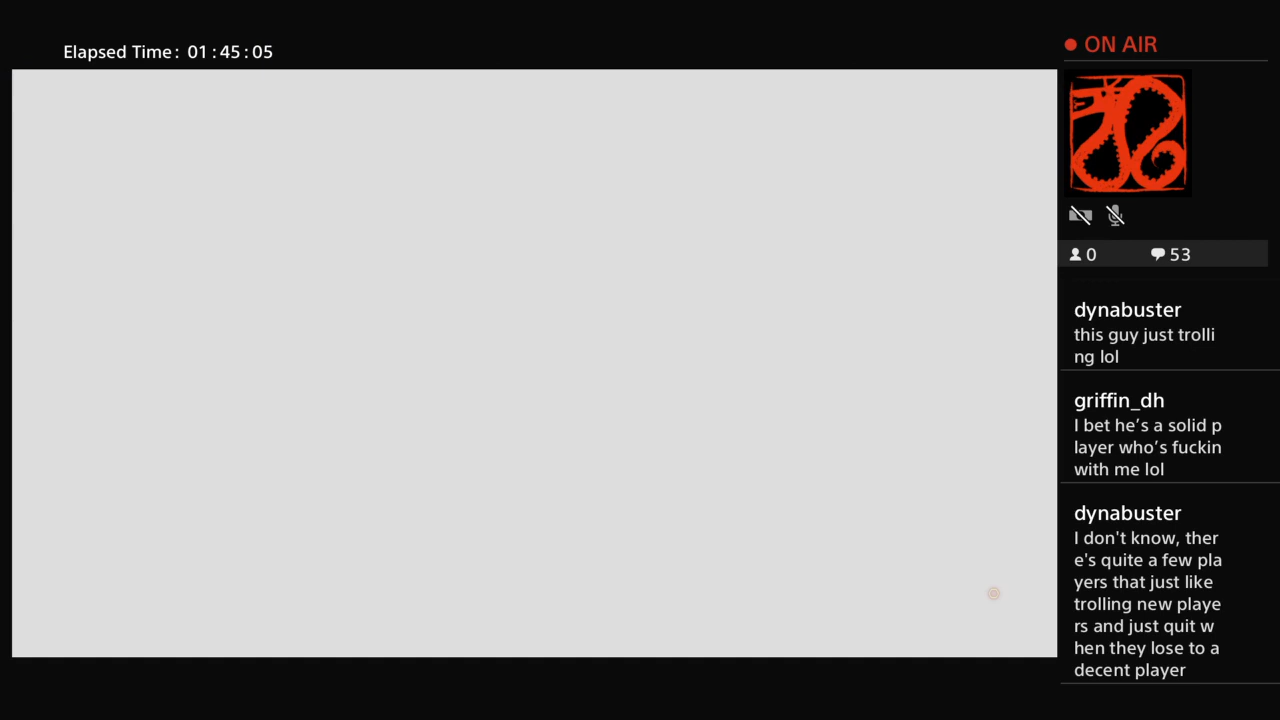 Elapsed Time: 01:45:05
ON AIR
0 53
dynabuster
this guy just trolli
ng lol
griffin_dh
I bet he's a solid p
layer who's fuckin
with me lol
dynabuster
I don't know, ther
e's quite a few pla
yers that just like
trolling new playe
rs and just quit w
hen they lose to a
decent player